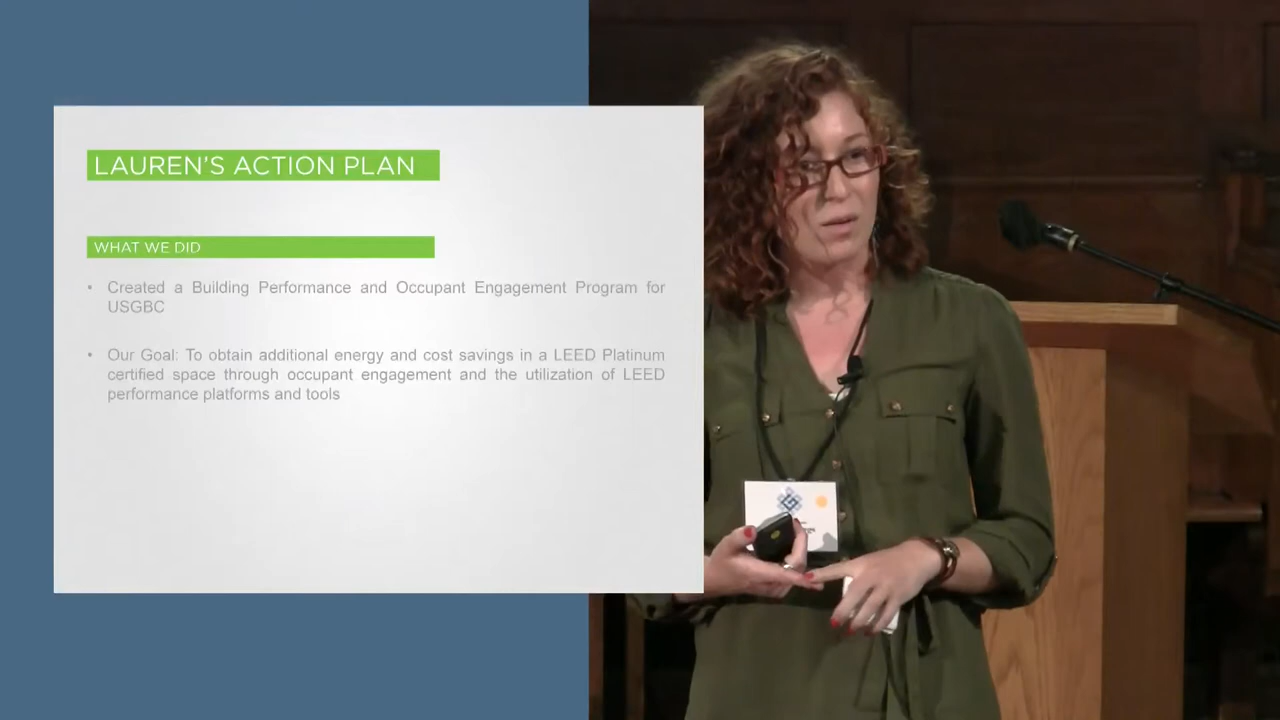 LAUREN'S ACTION PLAN
WHAT WE DID
• Created a Building Performance and Occupant Engagement Program for
USGBC
• Our Goal: To obtain additional energy and cost savings in a LEED Platinum
certified space through occupant engagement and the utilization of LEED
performance platforms and tools